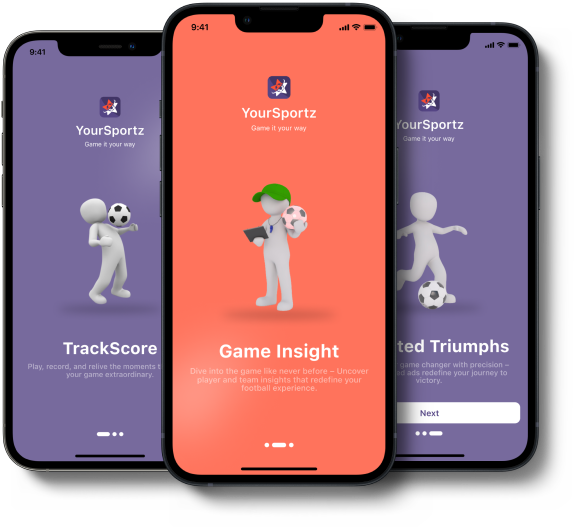 9:41
YourSportz
Game it your way
TrackScore
Play, record, and relive the moments
your game extraordinary.
9:41
YourSportz
Game it your way
Game Insight
Dive into the game like never before – Uncover
player and team insights that redefine your
football experience.
YourSportz
Game it your way
ted Triumphs
game changer with precision –
ads redefine your journey to
victory.
Next